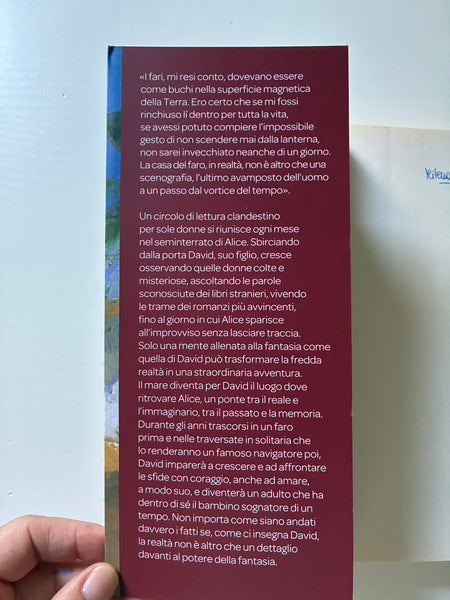 «I fari, mi resi conto, dovevano essere
come buchi nella superficie magnetica
della Terra. Ero certo che se mi fossi
rinchiuso lì dentro per tutta la vita,
se avessi potuto compiere l'impossibile
gesto di non scendere mai dalla lanterna,
non sarei invecchiato neanche di un giorno.
La casa del faro, in realtà, non è altro che una
scenografia, l'ultimo avamposto dell'uomo
a un passo dal vortice del tempo».
Un circolo di lettura clandestino
per sole donne si riunisce ogni mese
nel seminterrato di Alice. Sbirciando
dalla porta David, suo figlio, cresce
osservando quelle donne colte e
misteriose, ascoltando le parole
sconosciute dei libri stranieri, vivendo
le trame dei romanzi più avvincenti,
fino al giorno in cui Alice sparisce
all'improvviso senza lasciare traccia.
Solo una mente allenata alla fantasia come
quella di David può trasformare la fredda
realtà in una straordinaria avventura.
Il mare diventa per David il luogo dove
ritrovare Alice, un ponte tra il reale e
l'immaginario, tra il passato e la memoria.
Durante gli anni trascorsi in un faro
prima e nelle traversate in solitaria che
lo renderanno un famoso navigatore poi,
David imparerà a crescere e ad affrontare
le sfide con coraggio, anche ad amare,
a modo suo, e diventerà un adulto che ha
dentro di sé il bambino sognatore di un
tempo. Non importa come siano andati
davvero i fatti se, come ci insegna David,
la realtà non è altro che un dettaglio
davanti al potere della fantasia.